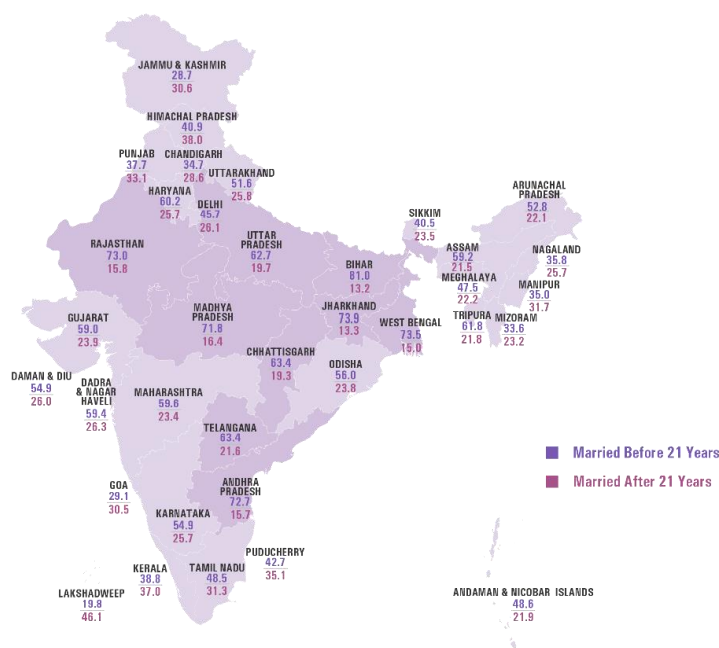 JAMMU & KASHMIR
28.7
30.6
HIMACHAL PRADESH
40.9
38.0
PUNJAB
37.7
33.1
CHANDIGARH
34.7
28.6
UTTARAKHAND
51.6
25.8
HARYANA
60.2
25.7
DELHI
45.7
26.1
ARUNACHAL
PRADESH
52.8
22.1
SIKKIM
40.5
23.5
RAJASTHAN
73.0
15.8
UTTAR
PRADESH
62.7
19.7
BIHAR
81.0
13.2
ASSAM
59.2
21.5
NAGALAND
35.8
25.7
MEGHALAYA
47.5
22.2
MANIPUR
35.0
31.7
GUJARAT
59.0
23.9
MADHYA
PRADESH
71.8
16.4
JHARKHAND
73.9
13.3
WEST BENGAL
73.5
15.0
TRIPURA
61.8
21.8
MIZORAM
33.6
23.2
CHHATTISGARH
63.4
19.3
ODISHA
56.0
23.8
DAMAN & DIU
54.9
26.0
DADRA
& NAGAR
HAVELI
59.4
26.3
MAHARASHTRA
59.6
23.4
TELANGANA
63.4
21.6
Married Before 21 Years
Married After 21 Years
GOA
29.1
30.5
ANDHRA
PRADESH
72.7
15.7
KARNATAKA
54.9
25.7
PUDUCHERRY
42.7
35.1
KERALA
38.8
37.0
TAMIL NADU
48.5
31.3
LAKSHADWEEP
19.8
46.1
ANDAMAN & NICOBAR ISLANDS
48.6
21.9